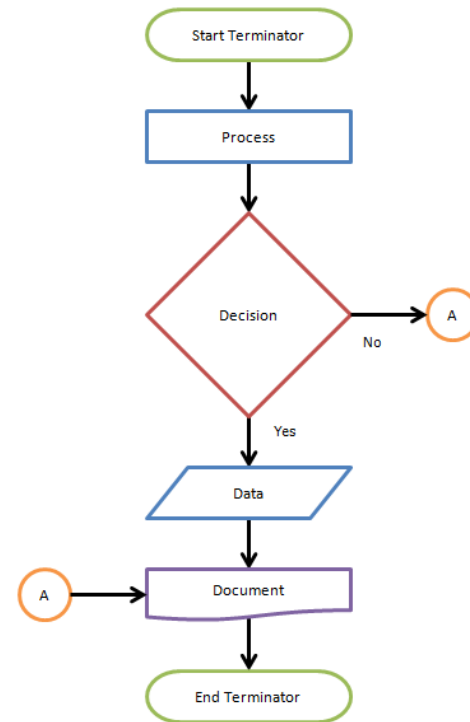 Start Terminator
Process
Decision
A
No
Yes
Data
A
Document
End Terminator